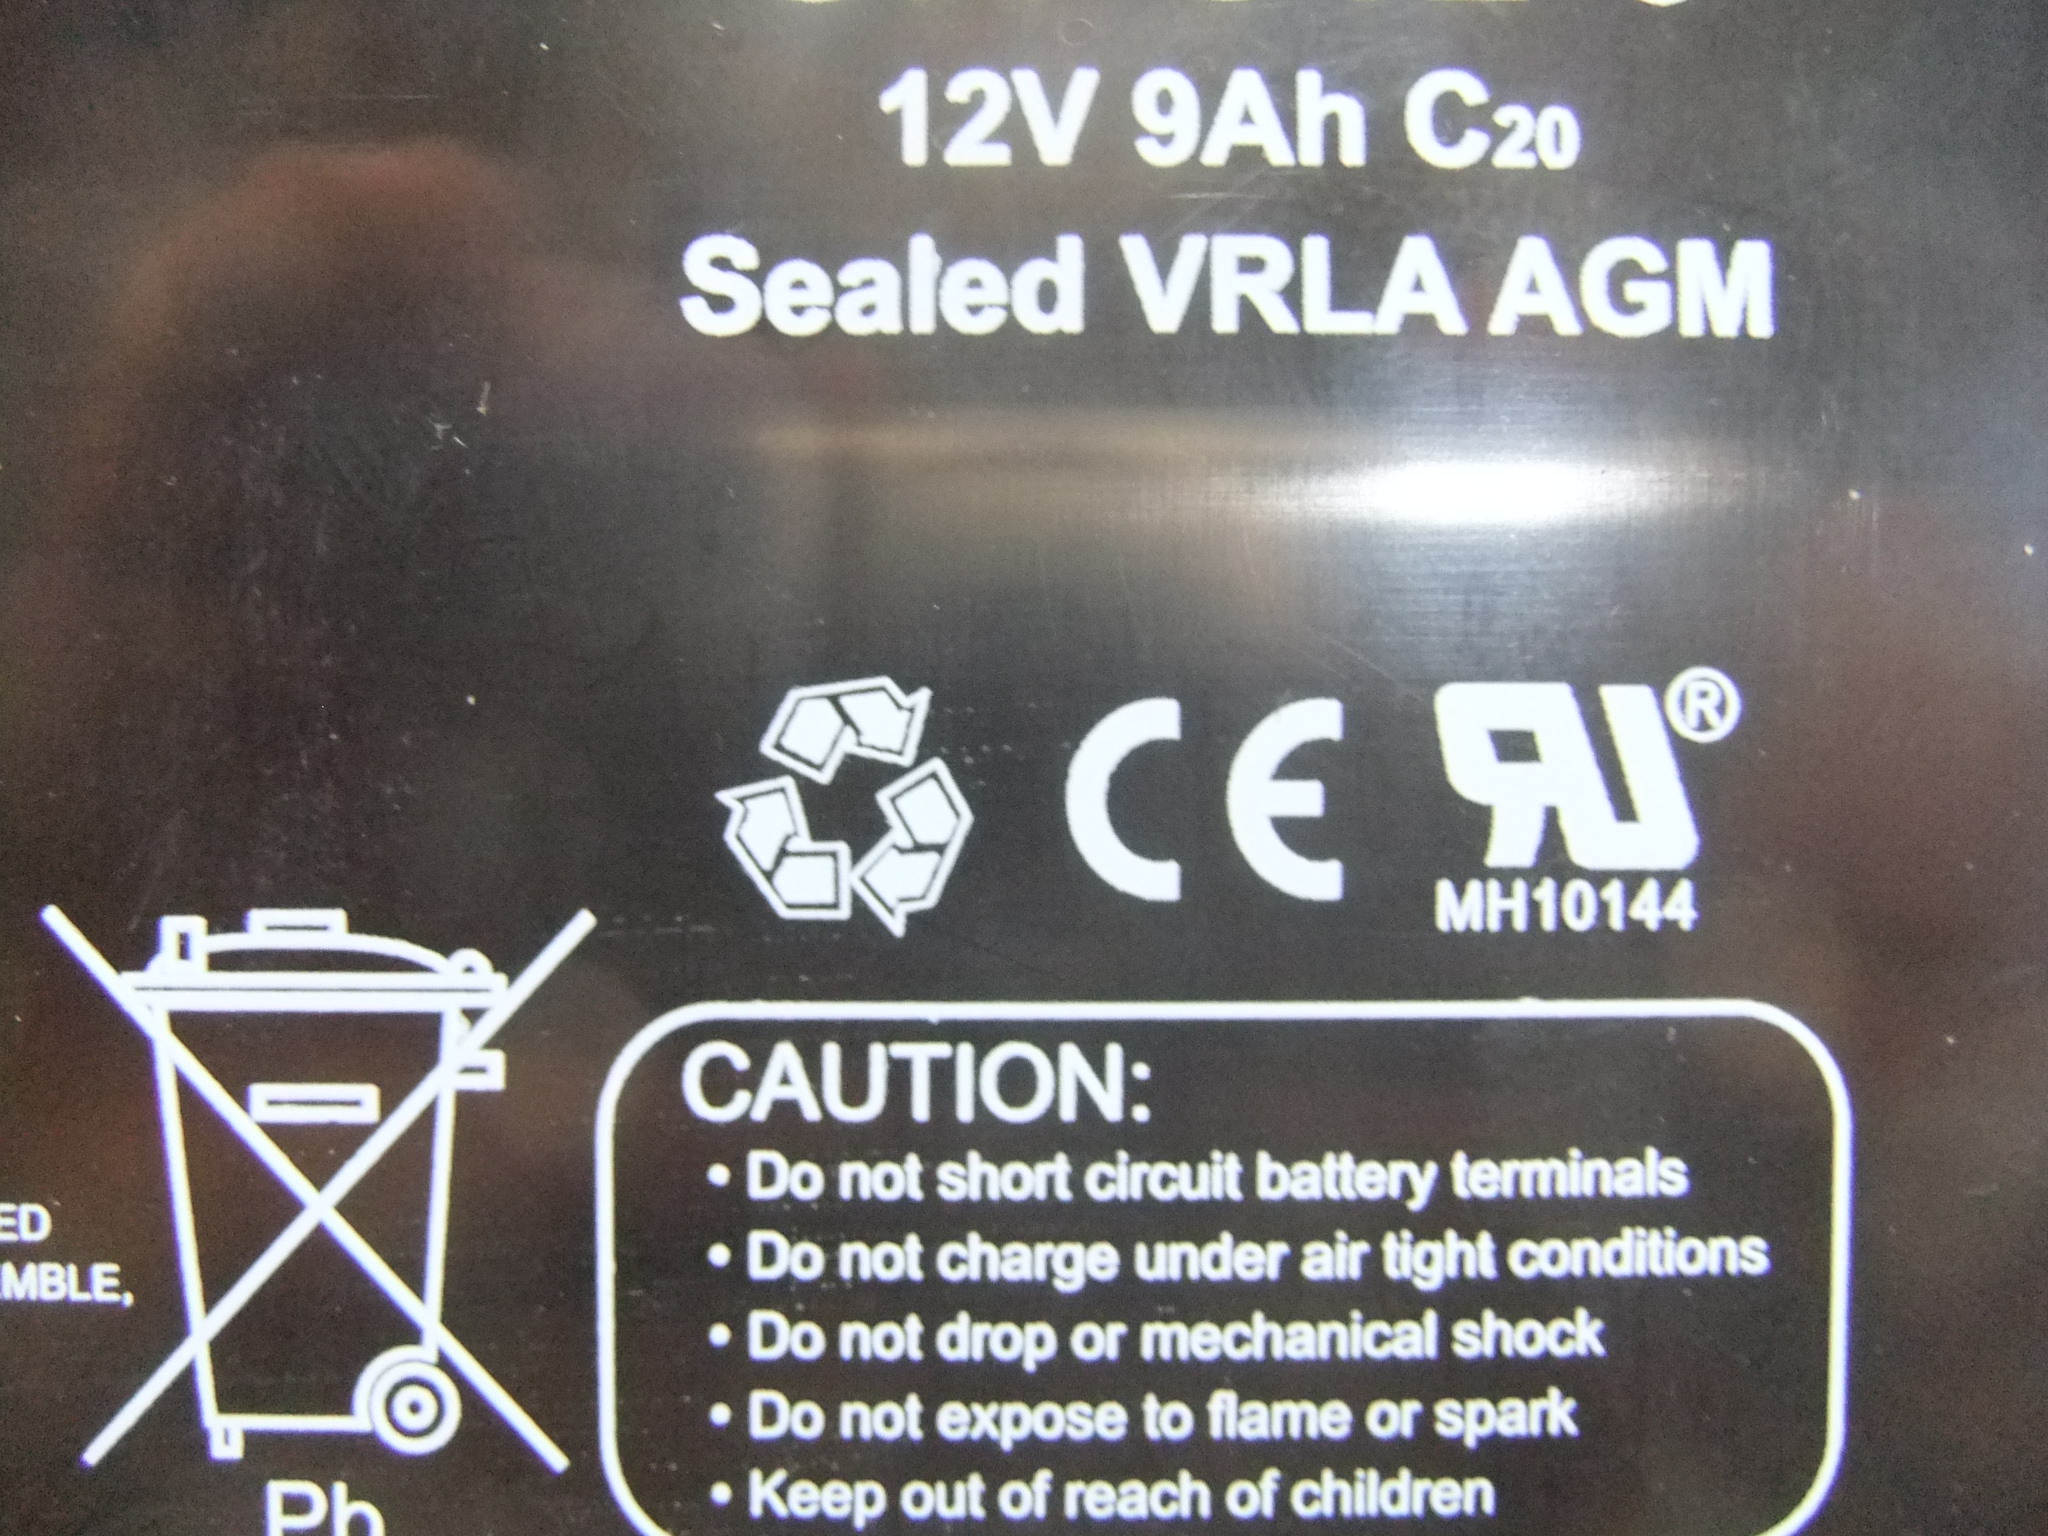 12V 9Ah C20
Sealed VRLA AGM
CE
®
MH10144
CAUTION:
• Do not short circuit battery terminals
• Do not charge under air tight conditions
• Do not drop or mechanical shock
• Do not expose to flame or spark
• Keep out of reach of children
Pb